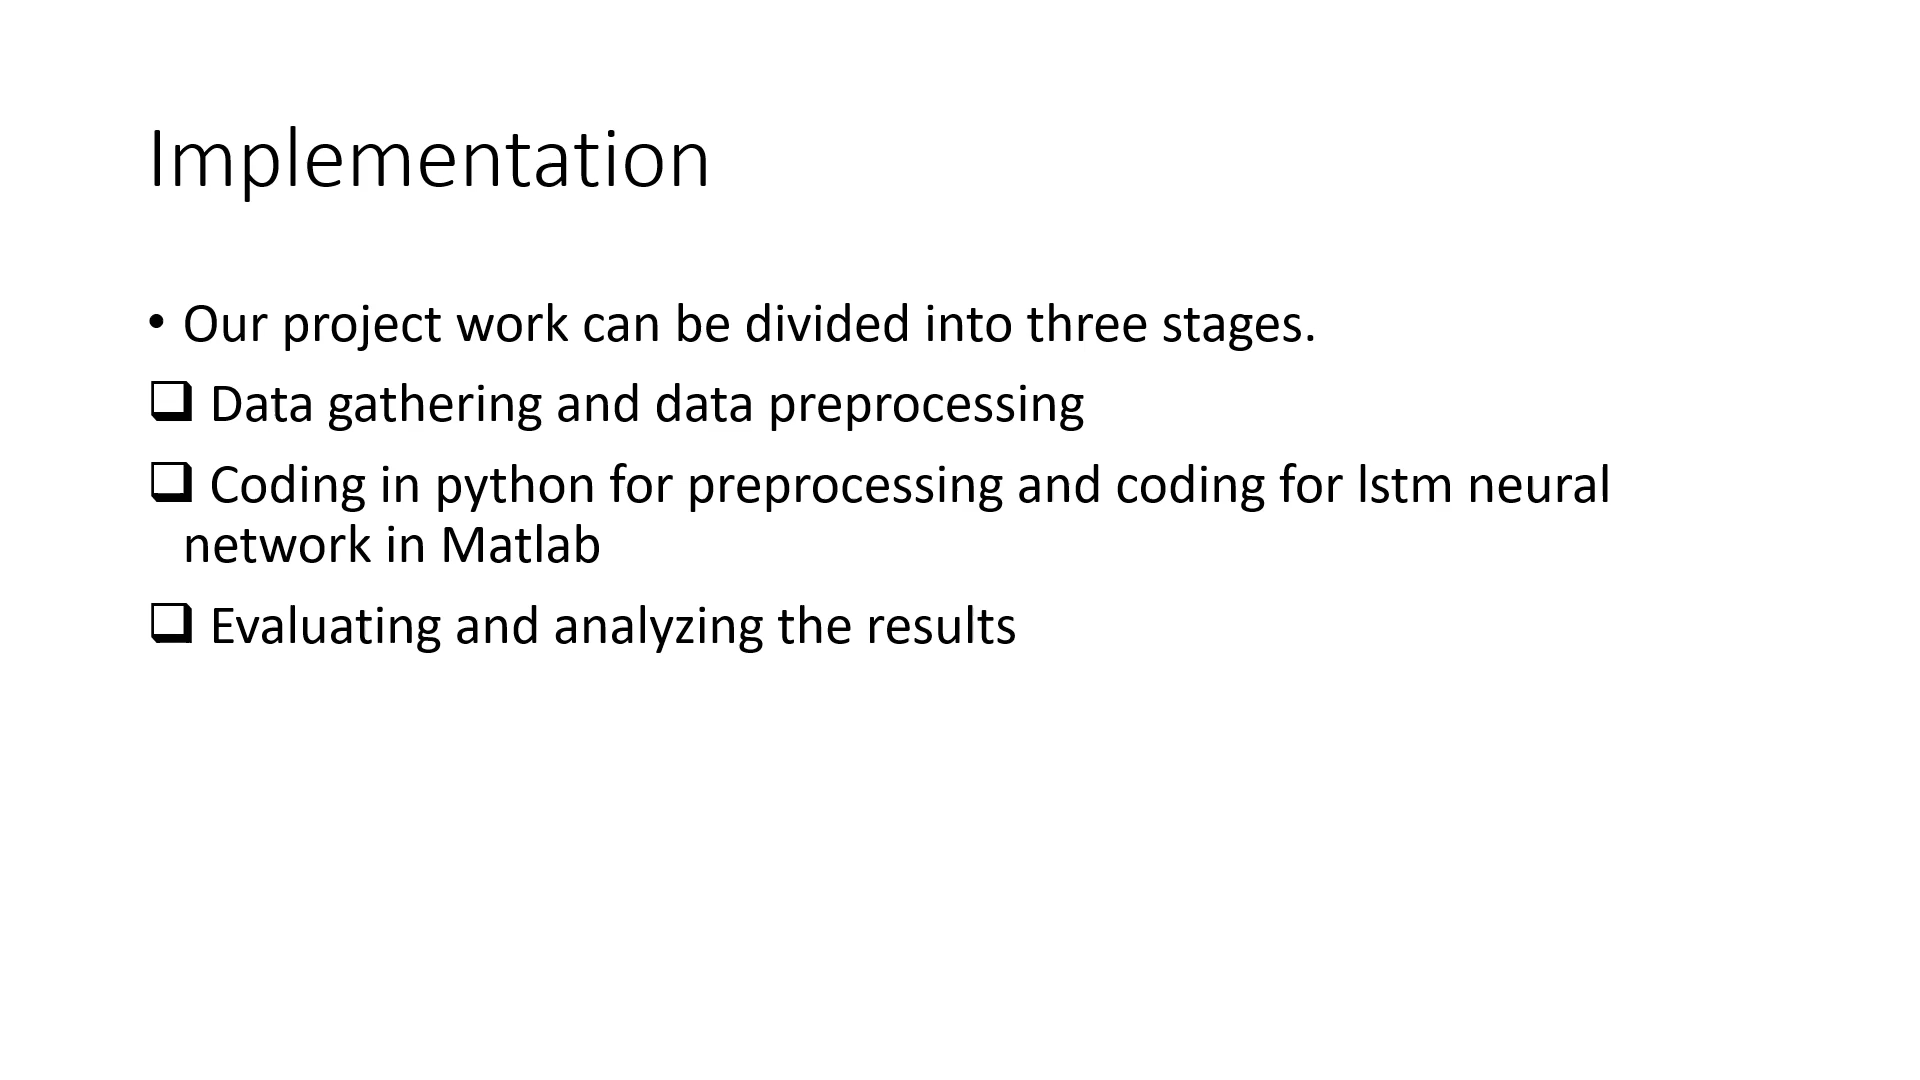 Implementation
• Our project work can be divided into three stages.
❑ Data gathering and data preprocessing
❑ Coding in python for preprocessing and coding for lstm neural
network in Matlab
❑ Evaluating and analyzing the results